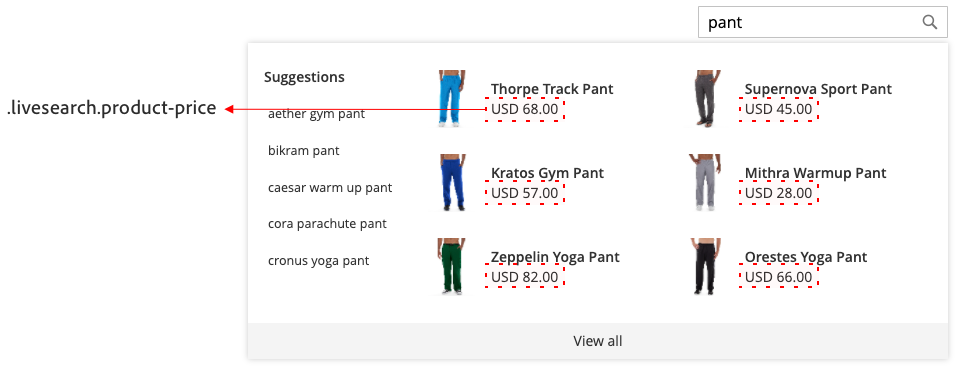 pant
Suggestions
aether gym pant
bikram pant
caesar warm up pant
cora parachute pant
cronus yoga pant
.livesearch.product-price
Thorpe Track Pant
USD 68.00
Supernova Sport Pant
USD 45.00
Kratos Gym Pant
USD 57.00
Mithra Warmup Pant
USD 28.00
Zeppelin Yoga Pant
USD 82.00
Orestes Yoga Pant
USD 66.00
View all